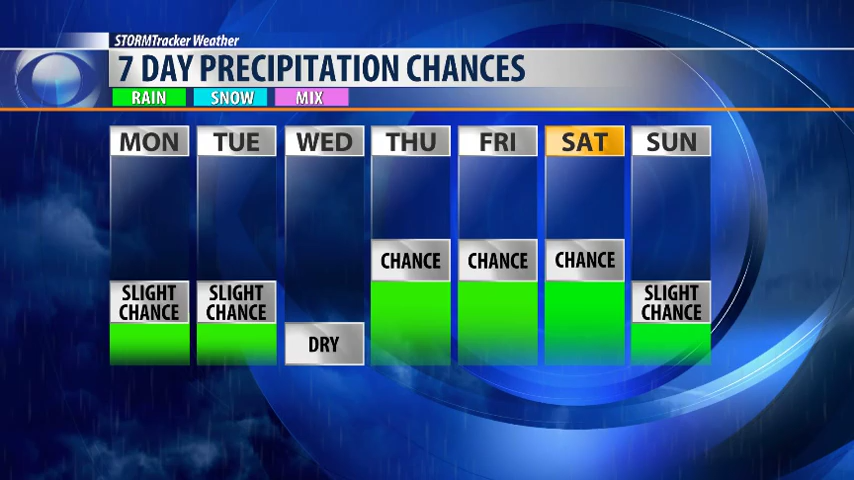 STORMTracker Weather
7 DAY PRECIPITATION CHANCES
RAIN SNOW MIX
MON TUE WED THU FRI SAT SUN
CHANCE CHANCE CHANCE
SLIGHT CHANCE SLIGHT CHANCE SLIGHT CHANCE
DRY